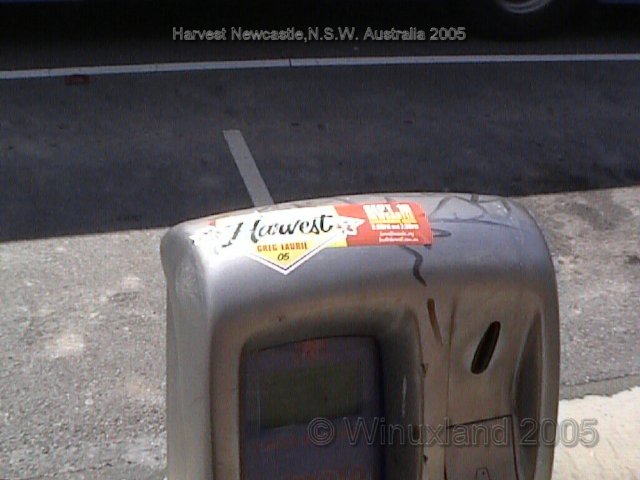 Harvest Newcastle,N.S.W. Australia 2005
Harvest
GREG LAURIE
05
© Winuxland 2005